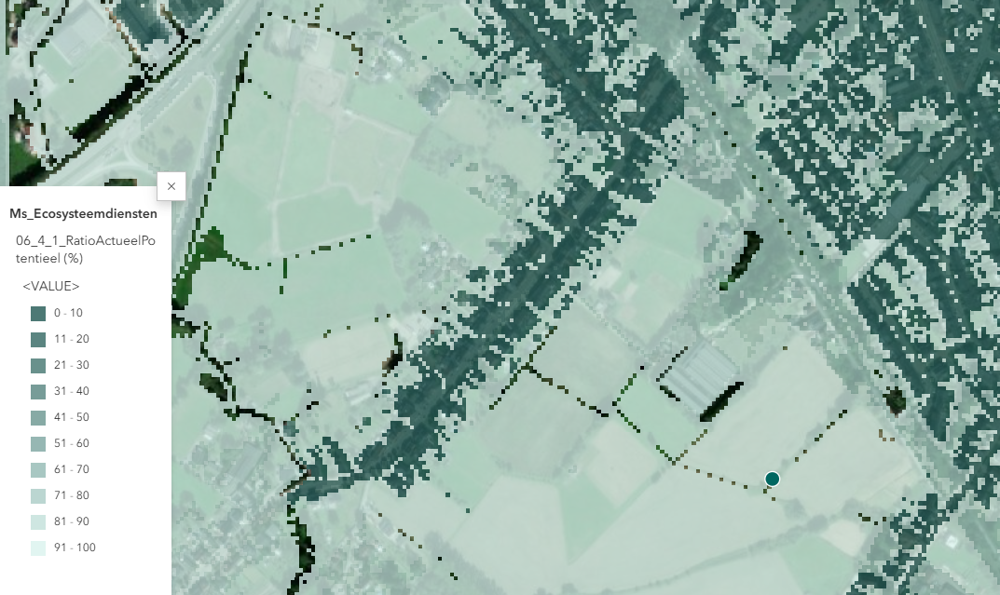 ×
Ms_Ecosysteemdiensten
06_4_1_RatioActueelPo
tentieel (%)
<VALUE>
0 - 10
11 - 20
21 - 30
31 - 40
41 - 50
51 - 60
61 - 70
71 - 80
81 - 90
91 - 100